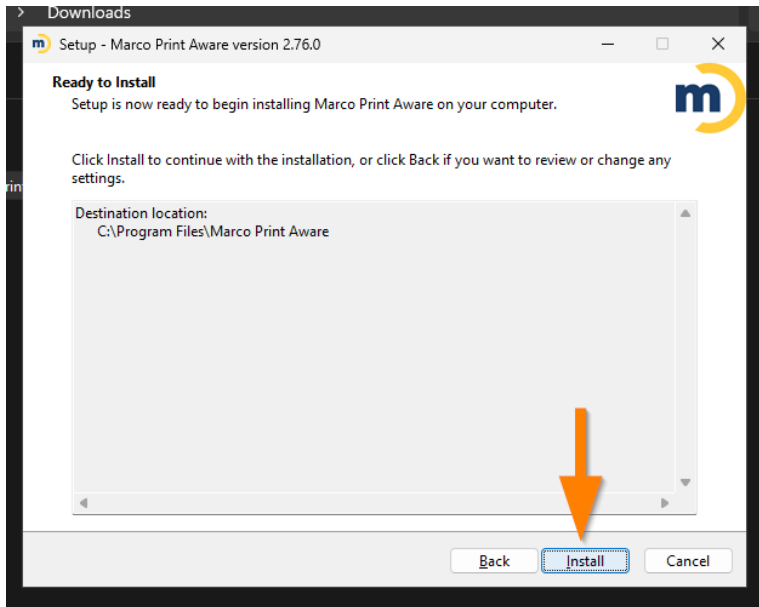 > Downloads
m Setup - Marco Print Aware version 2.76.0
Ready to Install
Setup is now ready to begin installing Marco Print Aware on your computer.
m
Click Install to continue with the installation, or click Back if you want to review or change any
settings.
rin
Destination location:
C:\Program Files\Marco Print Aware
Back Install Cancel